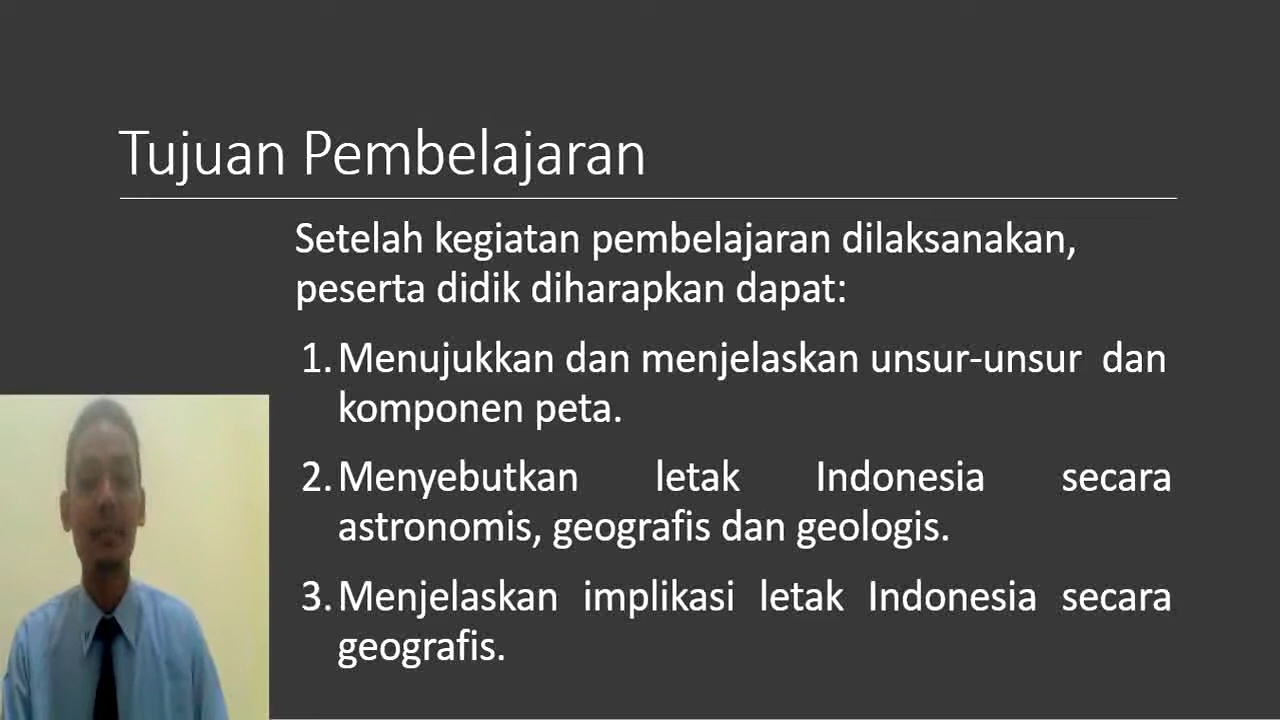 Tujuan Pembelajaran
Setelah kegiatan pembelajaran dilaksanakan,
peserta didik diharapkan dapat:
1. Menujukkan dan menjelaskan unsur-unsur dan
komponen peta.
2. Menyebutkan letak Indonesia secara
astronomis, geografis dan geologis.
3. Menjelaskan implikasi letak Indonesia secara
geografis.